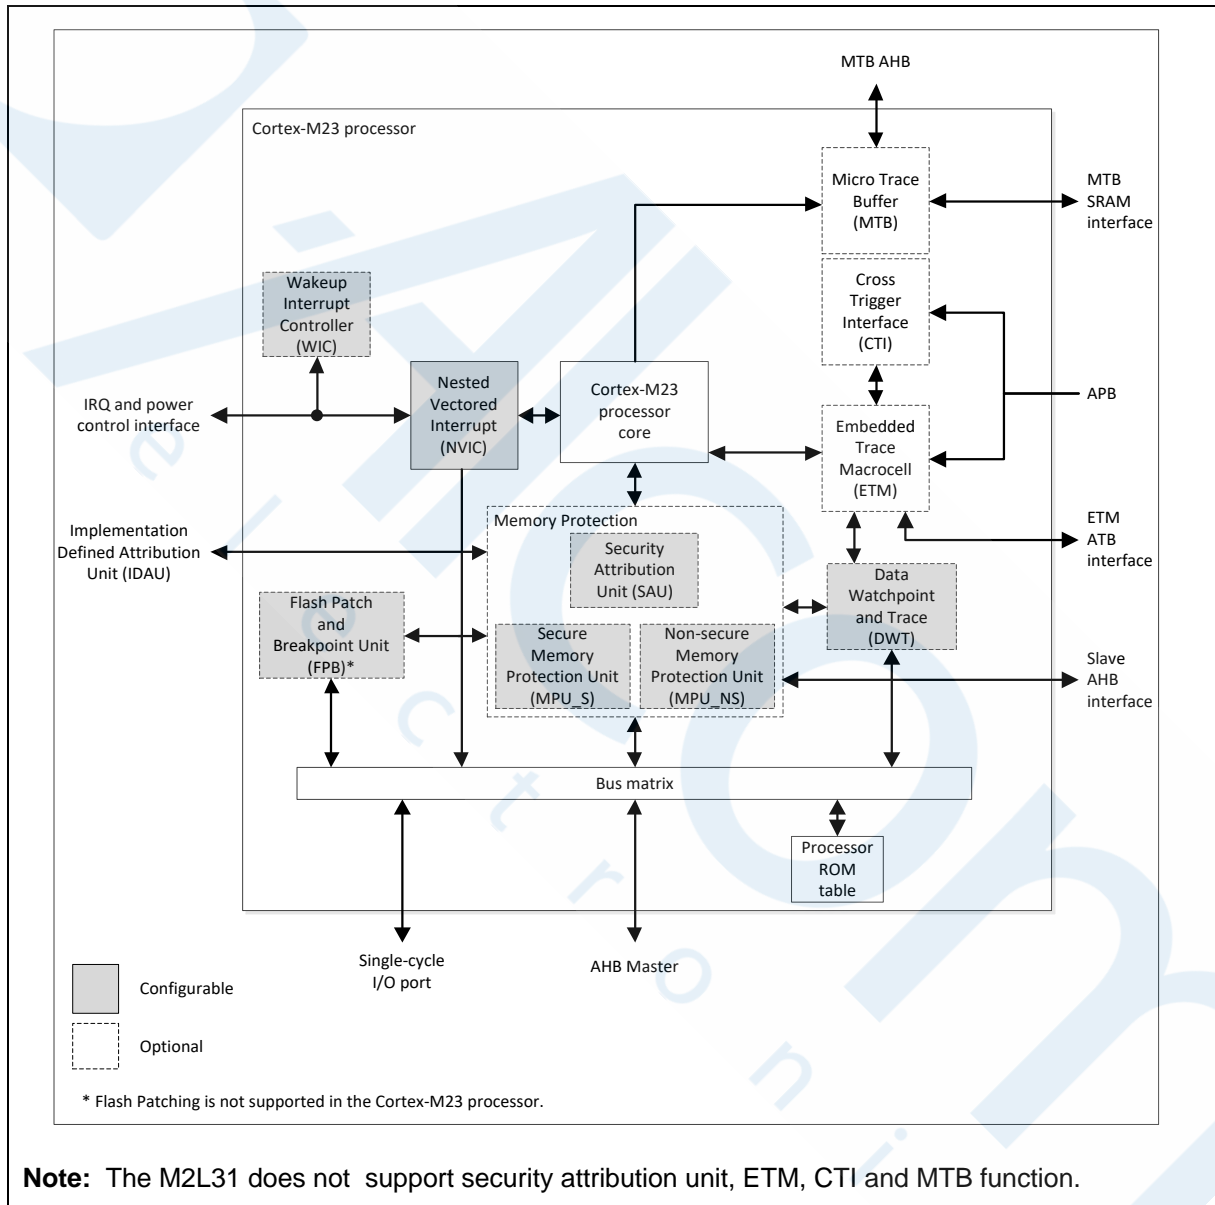 MTB AHB
Cortex-M23 processor
Micro Trace
Buffer
(MTB)
MTB
SRAM
interface
Cross
Trigger
Interface
(CTI)
Wakeup
Interrupt
Controller
(WIC)
Nested
Vectored
Interrupt
(NVIC)
Cortex-M23
processor
core
APB
IRQ and power
control interface
Embedded
Trace
Macrocell
(ETM)
Memory Protection
ETM
ATB
interface
Implementation
Defined Attribution
Unit (IDAU)
Security
Attribution
Unit (SAU)
Data
Watchpoint
and Trace
(DWT)
Flash Patch
and
Breakpoint Unit
(FPB)*
Secure
Memory
Protection Unit
(MPU_S)
Non-secure
Memory
Protection Unit
(MPU_NS)
Slave
AHB
interface
Bus matrix
Processor
ROM
table
Single-cycle
I/O port
AHB Master
Configurable
Optional
* Flash Patching is not supported in the Cortex-M23 processor.
Note: The M2L31 does not  support security attribution unit, ETM, CTI and MTB function.